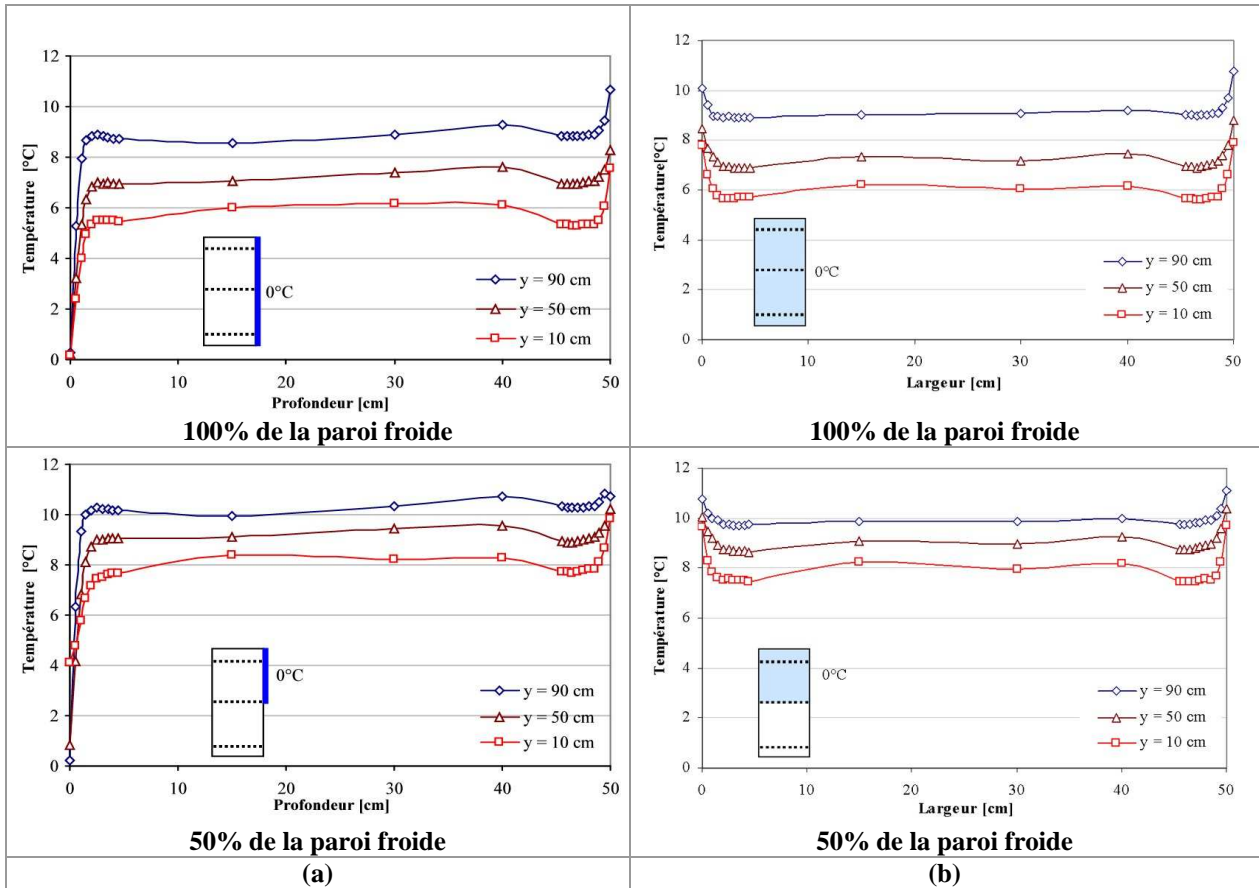 12
10
8
6
4
2
0
Température [°C]
0°C
y = 90 cm
y = 50 cm
y = 10 cm
0 10 20 30 40 50
Profondeur [cm]
100% de la paroi froide
12
10
8
6
4
2
0
Température[°C]
0°C
y = 90 cm
y = 50 cm
y = 10 cm
0 10 20 30 40 50
Largeur [cm]
100% de la paroi froide
12
10
8
6
4
2
0
Température [°C]
0°C
y = 90 cm
y = 50 cm
y = 10 cm
0 10 20 30 40 50
Profondeur [cm]
50% de la paroi froide
12
10
8
6
4
2
0
Température [°C]
0°C
y = 90 cm
y = 50 cm
y = 10 cm
0 10 20 30 40 50
Largeur [cm]
50% de la paroi froide
(a)
(b)